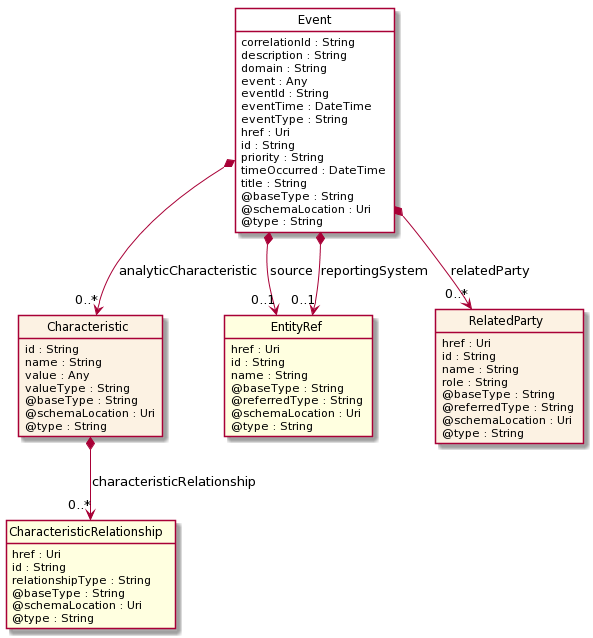 Event
correlationId : String
description : String
domain : String
event : Any
eventId : String
eventTime : DateTime
eventType : String
href : Uri
id : String
priority : String
timeOccurred : DateTime
title : String
@baseType : String
@schemaLocation : Uri
@type : String
analyticCharacteristic
source
reportingSystem
relatedParty
0..*
0..1
0..1
0..*
Characteristic
id : String
name : String
value : Any
valueType : String
@baseType : String
@schemaLocation : Uri
@type : String
EntityRef
href : Uri
id : String
name : String
@baseType : String
@referredType : String
@schemaLocation : Uri
@type : String
RelatedParty
href : Uri
id : String
name : String
role : String
@baseType : String
@referredType : String
@schemaLocation : Uri
@type : String
characteristicRelationship
0..*
CharacteristicRelationship
href : Uri
id : String
relationshipType : String
@baseType : String
@schemaLocation : Uri
@type : String